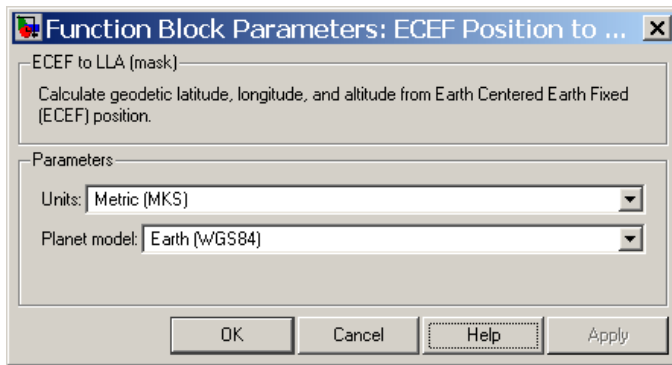 Function Block Parameters: ECEF Position to ...
ECEF to LLA (mask)
Calculate geodetic latitude, longitude, and altitude from Earth Centered Earth Fixed
(ECEF) position.
Parameters
Units: Metric (MKS)
Planet model: Earth (WGS84)
OK Cancel Help Apply